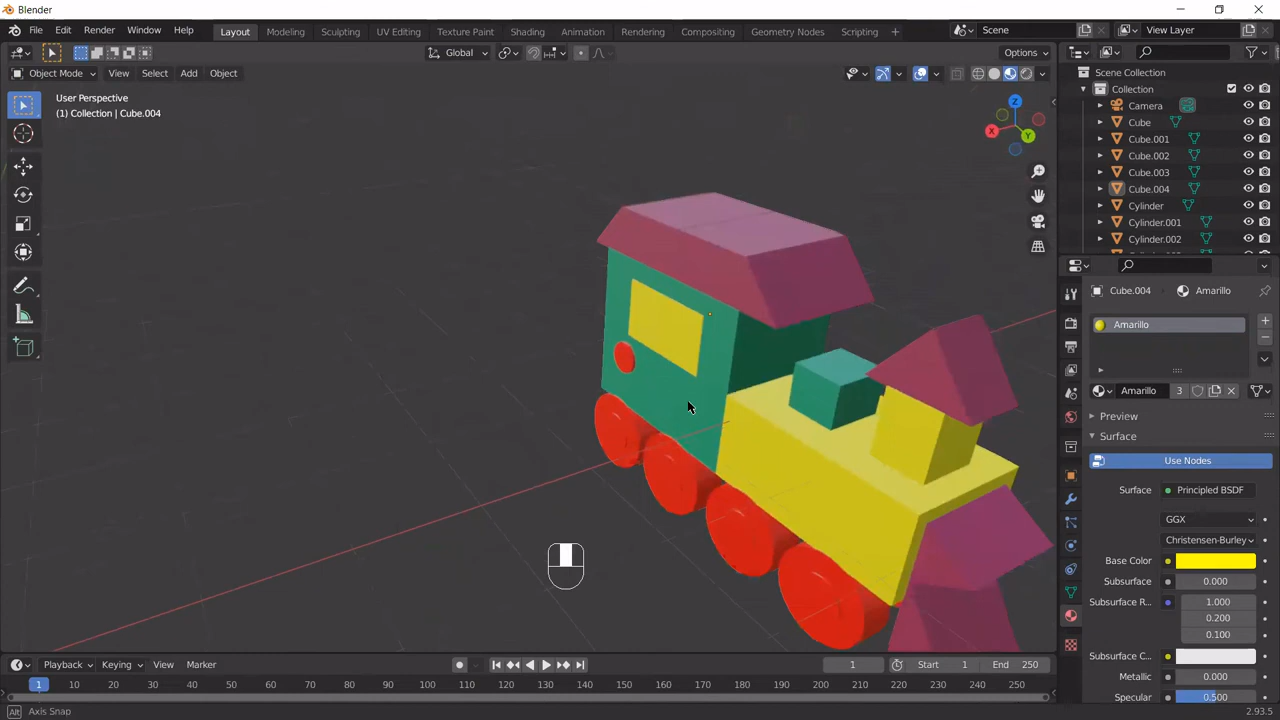 Blender
File Edit Render Window Help Layout Modeling Sculpting UV Editing Texture Paint Shading Animation Rendering Compositing Geometry Nodes Scripting + Scene View Layer
Global Options
Object Mode View Select Add Object
User Perspective
(1) Collection | Cube.004
Z
X
Y
Scene Collection
Collection
Camera
Cube
Cube.001
Cube.002
Cube.003
Cube.004
Cylinder
Cylinder.001
Cylinder.002
Cube.004 Amarillo
Amarillo
Amarillo 3
Preview
Surface
Use Nodes
Surface Principled BSDF
GGX
Christensen-Burley
Base Color
Subsurface 0.000
Subsurface R... 1.000
0.200
0.100
Subsurface C...
Metallic 0.000
Specular 0.500
Playback Keying View Marker 1 Start 1 End 250
1 10 20 30 40 50 60 70 80 90 100 110 120 130 140 150 160 170 180 190 200 210 220 230 240 250
Alt Axis Snap 2.93.5